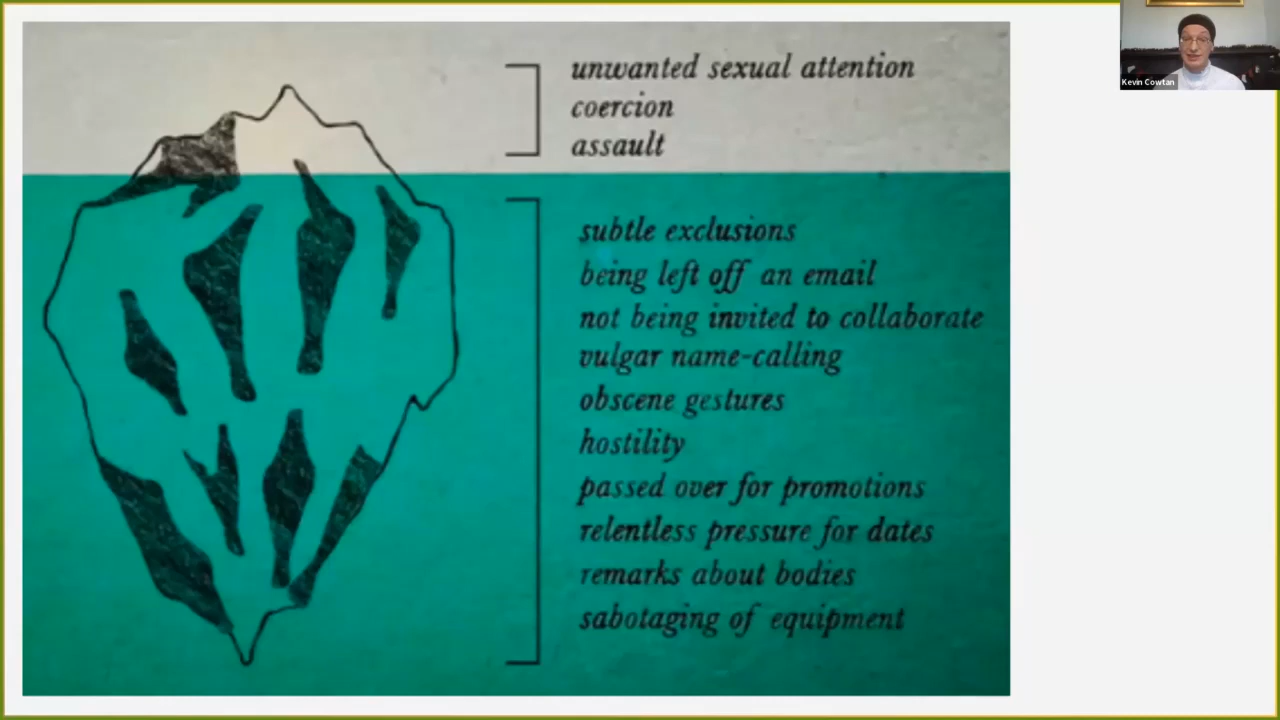 unwanted sexual attention
coercion
assault
subtle exclusions
being left off an email
not being invited to collaborate
vulgar name-calling
obscene gestures
hostility
passed over for promotions
relentless pressure for dates
remarks about bodies
sabotaging of equipment
Kevin Cowtan